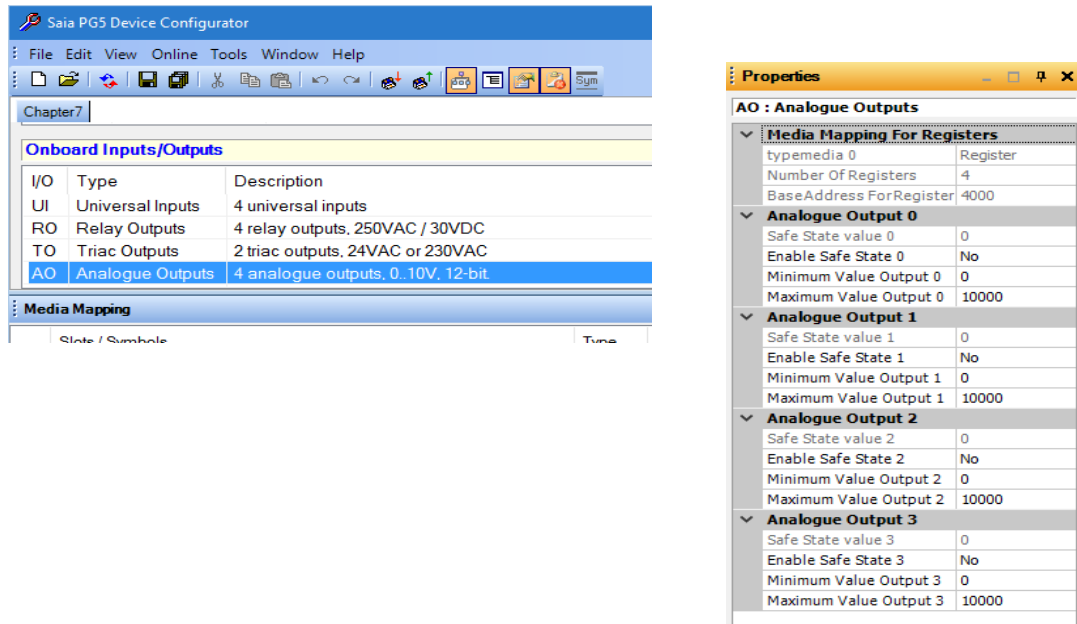 Saia PG5 Device Configurator
File Edit View Online Tools Window Help
Sym
Chapter7
Onboard Inputs/Outputs
I/O Type Description
UI Universal Inputs 4 universal inputs
RO Relay Outputs 4 relay outputs, 250VAC / 30VDC
TO Triac Outputs 2 triac outputs, 24VAC or 230VAC
AO Analogue Outputs 4 analogue outputs, 0..10V, 12-bit.
Media Mapping
Slots / Symbols Type
Properties
AO : Analogue Outputs
Media Mapping For Registers
typemedia 0 Register
Number Of Registers 4
BaseAddress ForRegister 4000
Analogue Output 0
Safe State value 0 0
Enable Safe State 0 No
Minimum Value Output 0 0
Maximum Value Output 0 10000
Analogue Output 1
Safe State value 1 0
Enable Safe State 1 No
Minimum Value Output 1 0
Maximum Value Output 1 10000
Analogue Output 2
Safe State value 2 0
Enable Safe State 2 No
Minimum Value Output 2 0
Maximum Value Output 2 10000
Analogue Output 3
Safe State value 3 0
Enable Safe State 3 No
Minimum Value Output 3 0
Maximum Value Output 3 10000